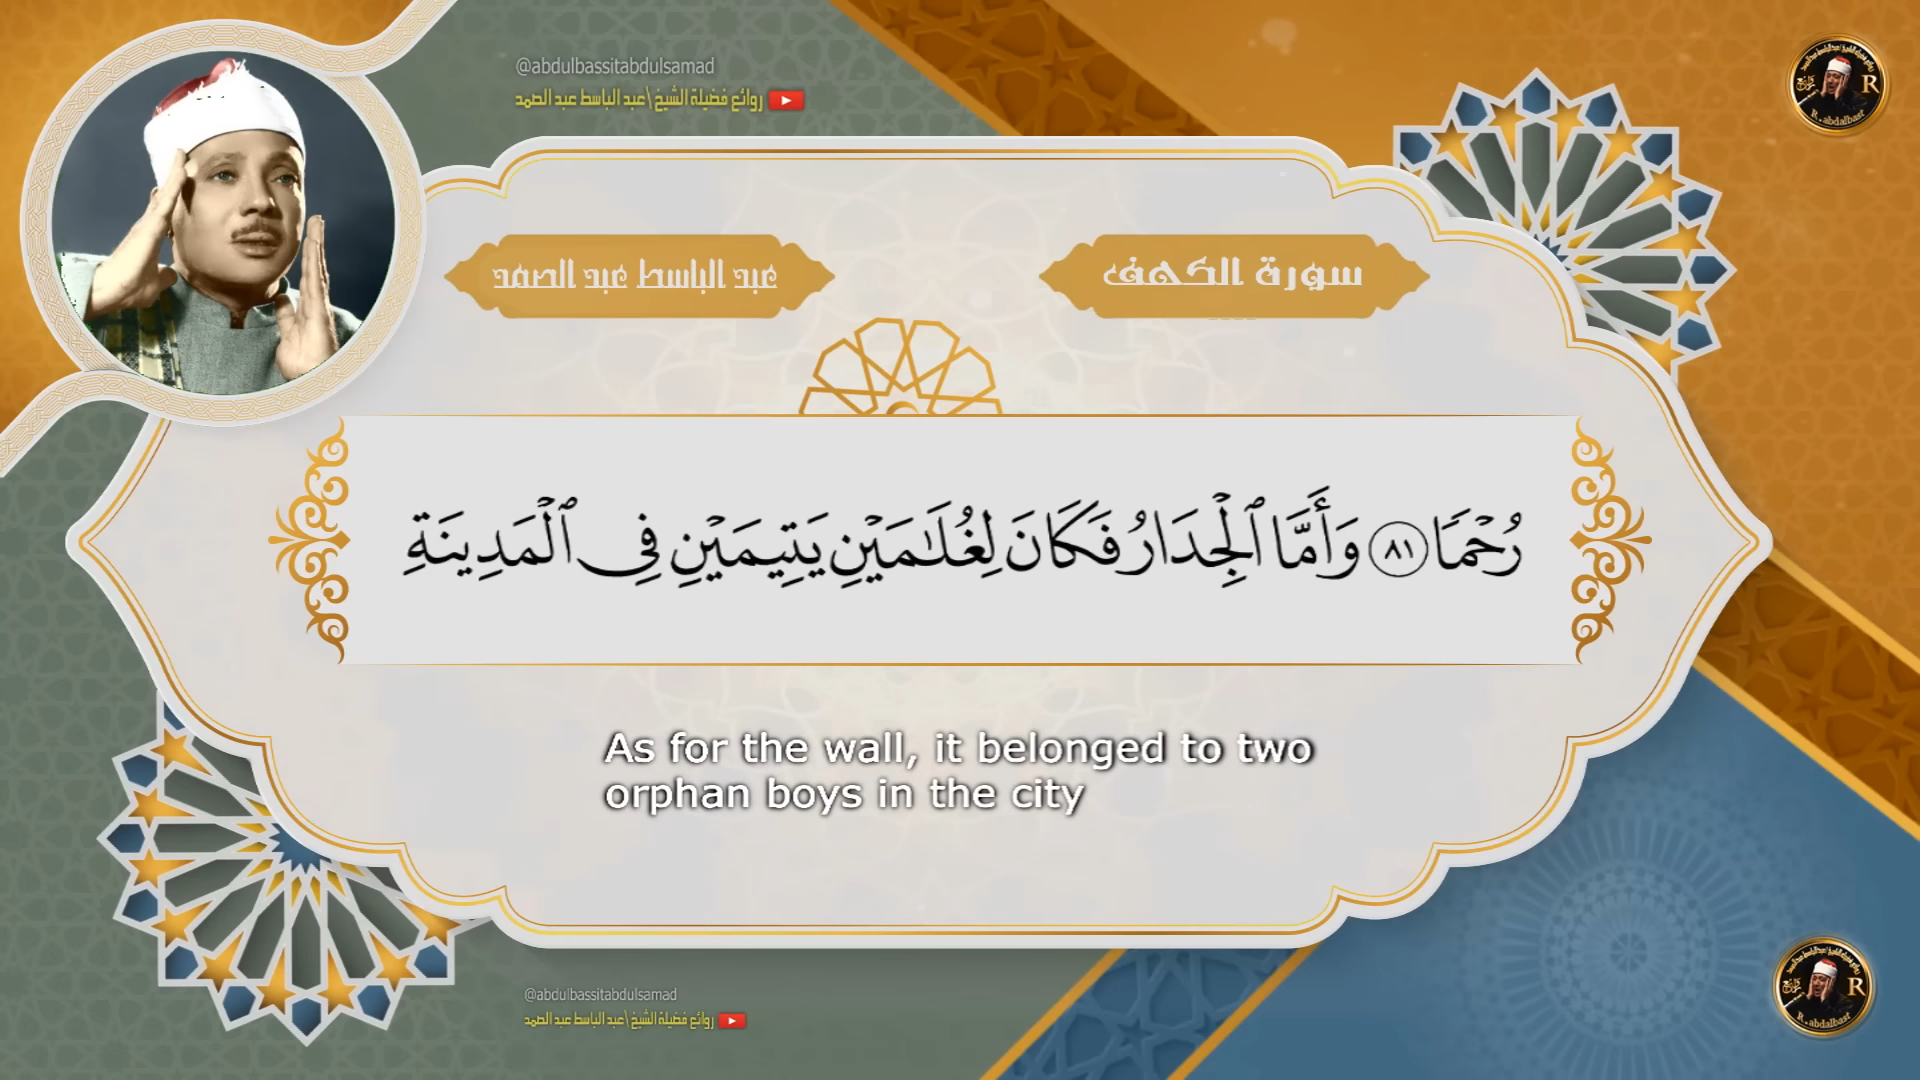 @abdulbassitabdulsamad
روائع فضيلة الشيخ \ عبد الباسط عبد الصمد
سورة الكهف
عبد الباسط عبد الصمد
رُحْمًا ٨١ وَأَمَّا ٱلْجِدَارُ فَكَانَ لِغُلَـٰمَيْنِ يَتِيمَيْنِ فِى ٱلْمَدِينَةِ
As for the wall, it belonged to two
orphan boys in the city
@abdulbassitabdulsamad
روائع فضيلة الشيخ \ عبد الباسط عبد الصمد
R
R.abdalbast
R
R.abdalbast